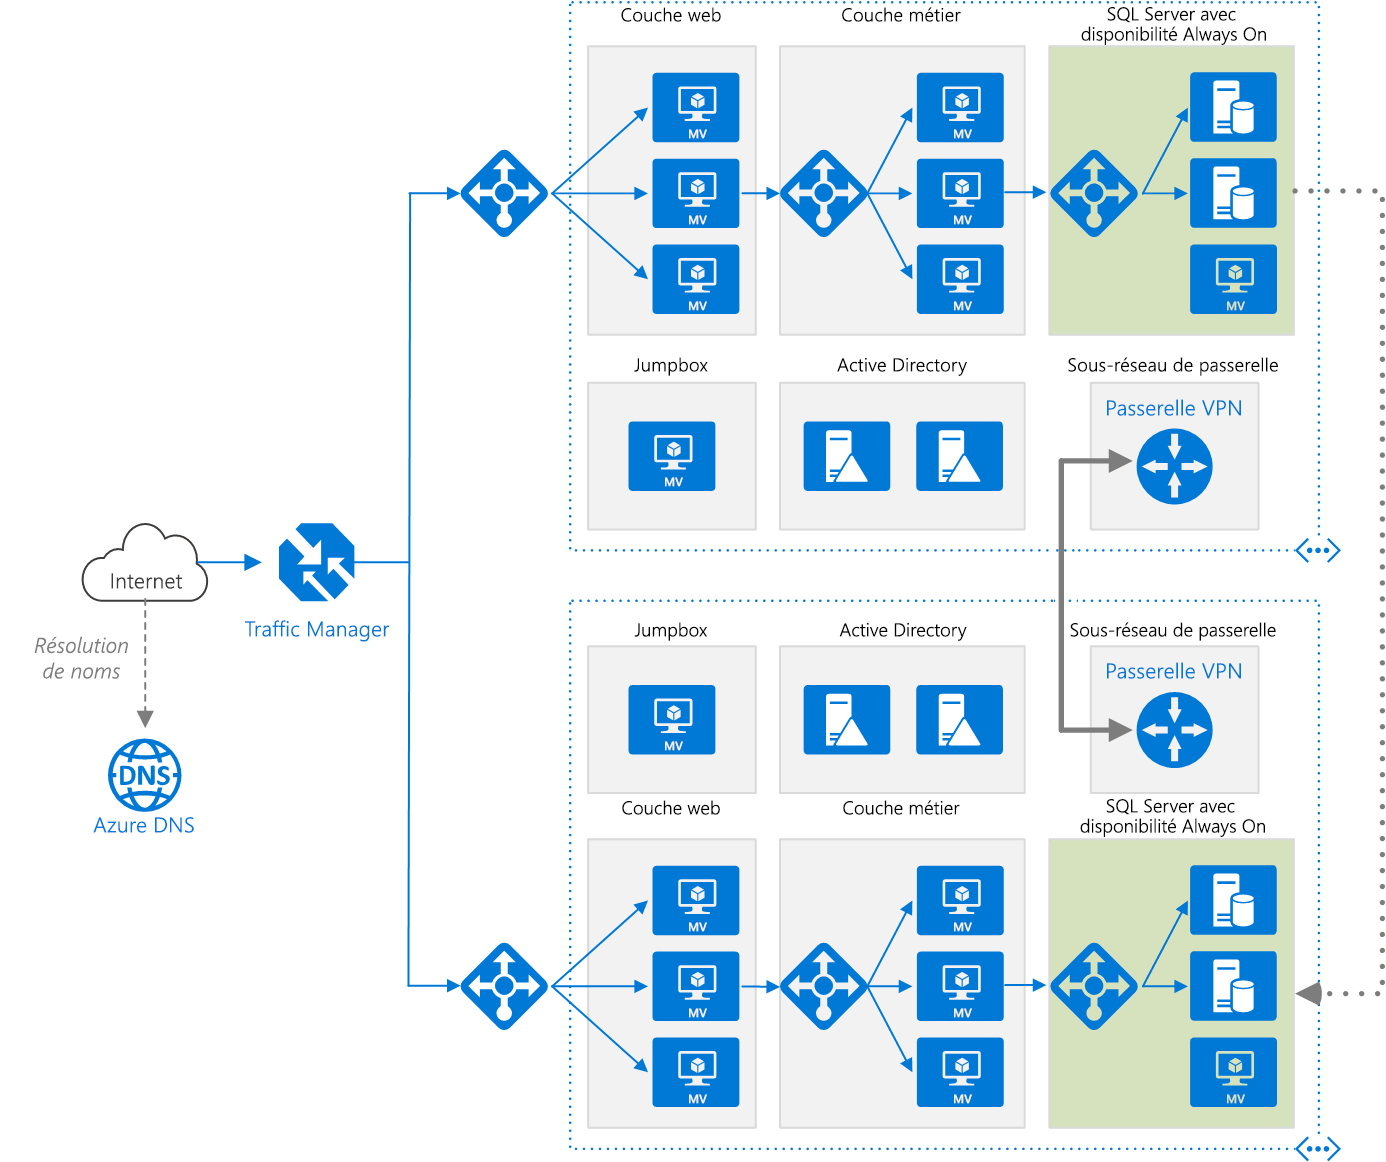 Couche web
Couche métier
SQL Server avec
disponibilité Always On
MV
MV
MV
MV
MV
MV
MV
Jumpbox
Active Directory
Sous-réseau de passerelle
Passerelle VPN
MV
Internet
Traffic Manager
Résolution
de noms
DNS
Azure DNS
Jumpbox
Active Directory
Sous-réseau de passerelle
Passerelle VPN
MV
Couche web
Couche métier
SQL Server avec
disponibilité Always On
MV
MV
MV
MV
MV
MV
MV